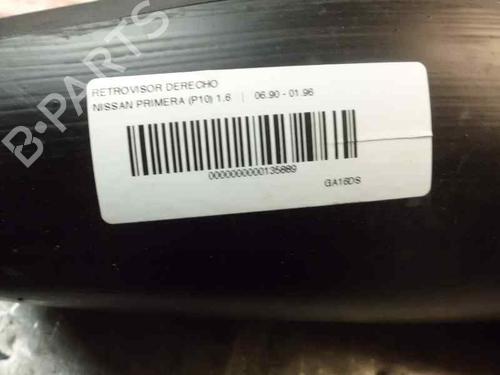 RETROVISOR DERECHO
NISSAN PRIMERA (P10) 1.6 | 06.90 - 01.96
0000000000135889
GA16DS
B-PARTS